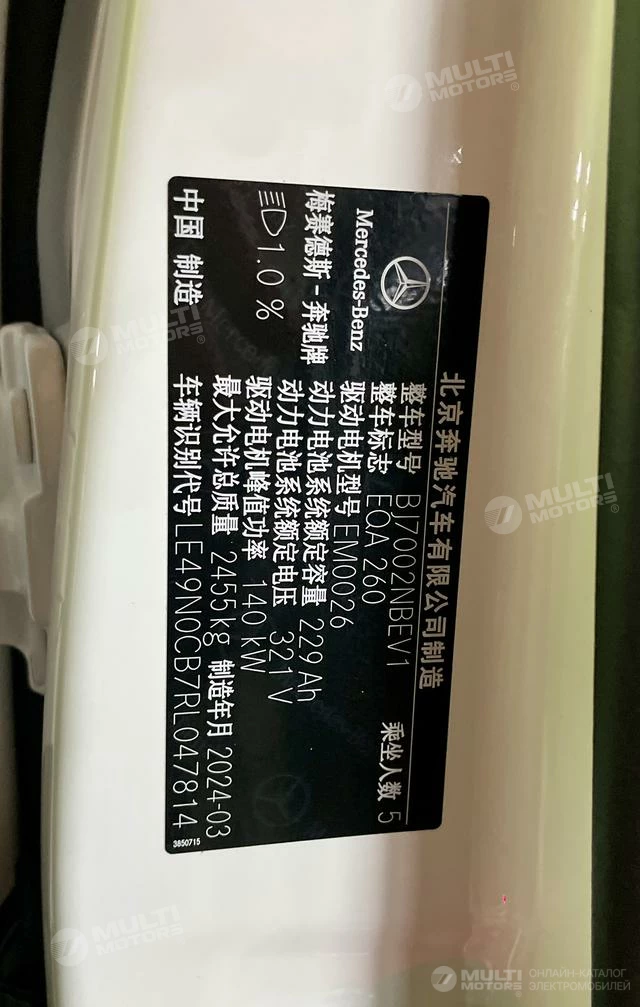 北京奔驰汽车有限公司制造
Mercedes-Benz
梅赛德斯-奔驰牌
1.0 %
中国 制造
整车型号 BJ7002NBEV1
乘坐人数 5
整车标志 EQA 260
驱动电机型号 EM0026
动力电池系统额定容量 229 Ah
动力电池系统额定电压 321 V
驱动电机峰值功率 140 kW
最大允许总质量 2455 kg 制造年月 2024-03
车辆识别代号 LE49N0CB7RL047814
3850715
MULTI
MOTORS®
MULTI
MOTORS®
MULTI
MOTORS®
MULTI
MOTORS®
MULTI
MOTORS®
ОНЛАЙН-КАТАЛОГ
ЭЛЕКТРОМОБИЛЕЙ